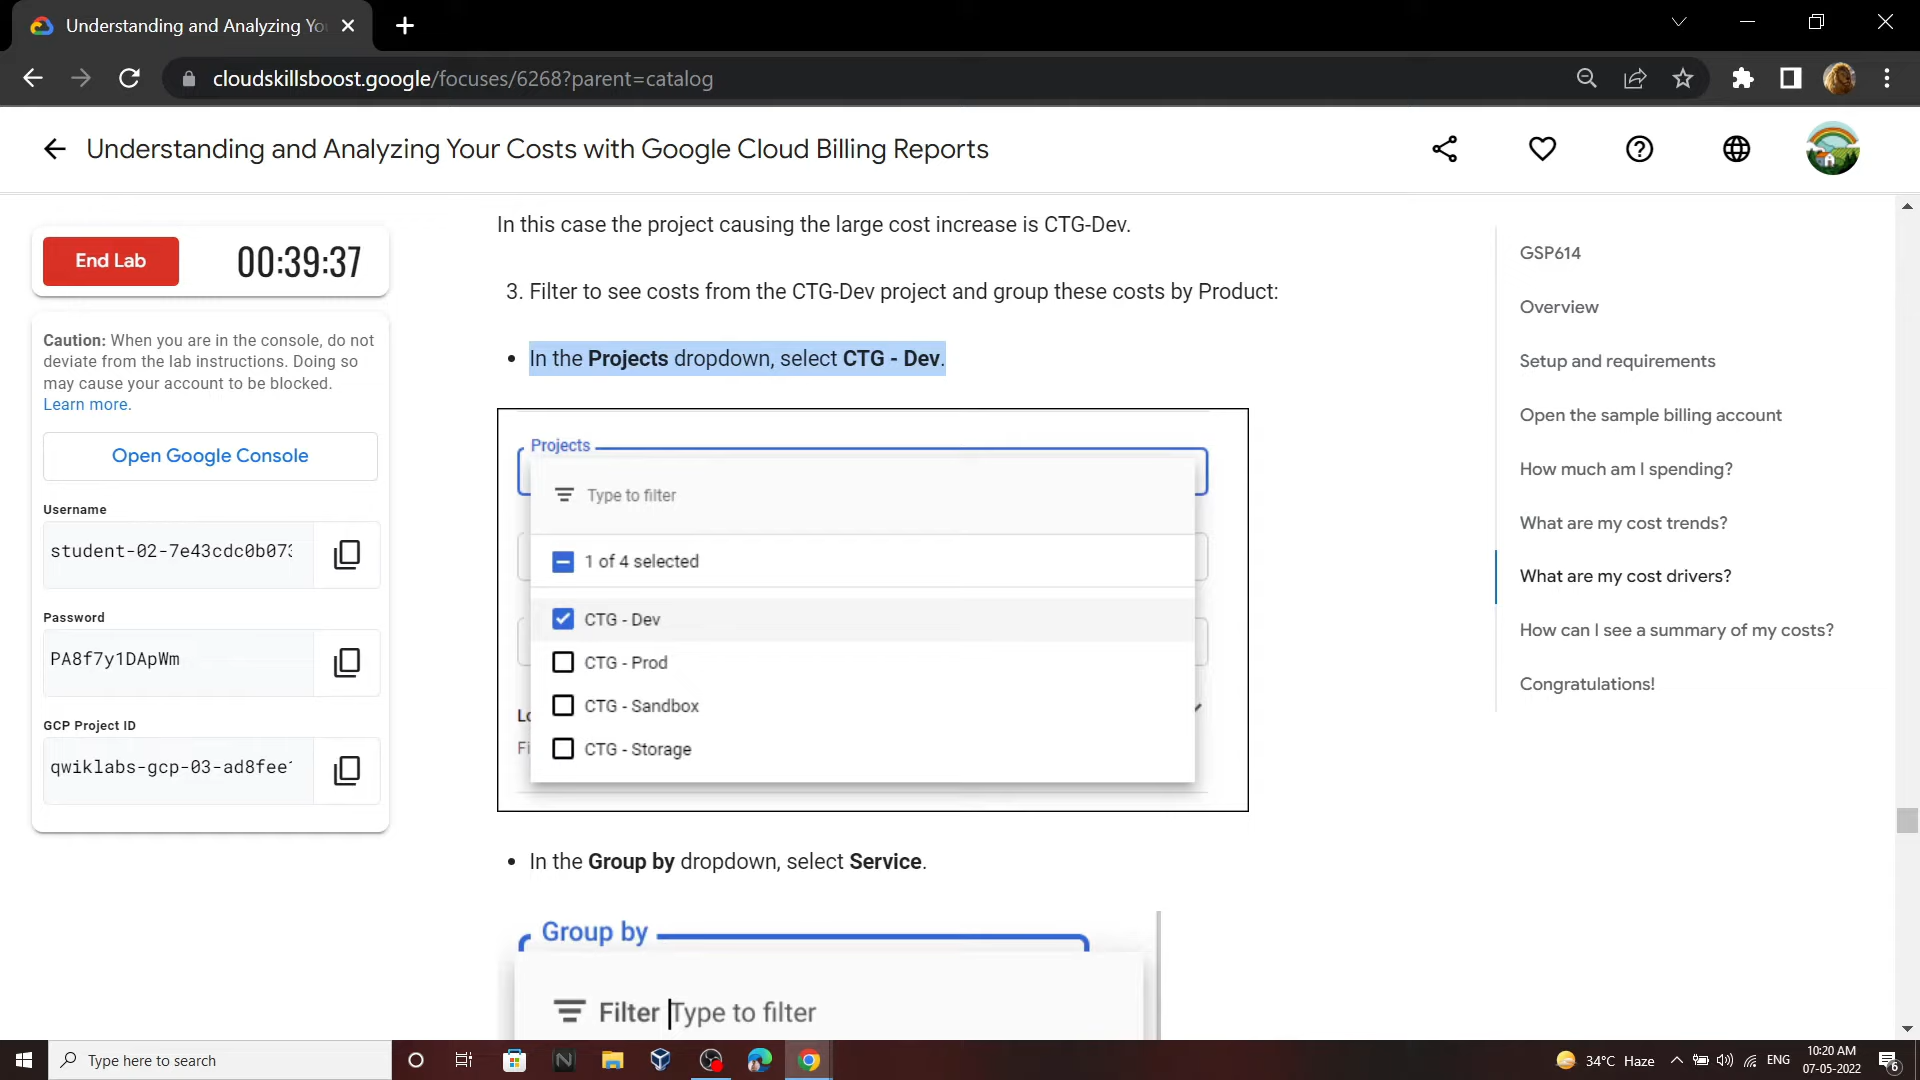 Understanding and Analyzing Yo
cloudskillsboost.google/focuses/6268?parent=catalog
Understanding and Analyzing Your Costs with Google Cloud Billing Reports
End Lab
00:39:37
Caution: When you are in the console, do not
deviate from the lab instructions. Doing so
may cause your account to be blocked.
Learn more.
Open Google Console
Username
student-02-7e43cdc0b073
Password
PA8f7y1DApWm
GCP Project ID
qwiklabs-gcp-03-ad8fee
In this case the project causing the large cost increase is CTG-Dev.
3. Filter to see costs from the CTG-Dev project and group these costs by Product:
• In the Projects dropdown, select CTG - Dev.
Projects
Type to filter
1 of 4 selected
CTG - Dev
CTG - Prod
CTG - Sandbox
CTG - Storage
• In the Group by dropdown, select Service.
Group by
Filter Type to filter
GSP614
Overview
Setup and requirements
Open the sample billing account
How much am I spending?
What are my cost trends?
What are my cost drivers?
How can I see a summary of my costs?
Congratulations!
Type here to search
34°C Haze
ENG
10:20 AM
07-05-2022
6